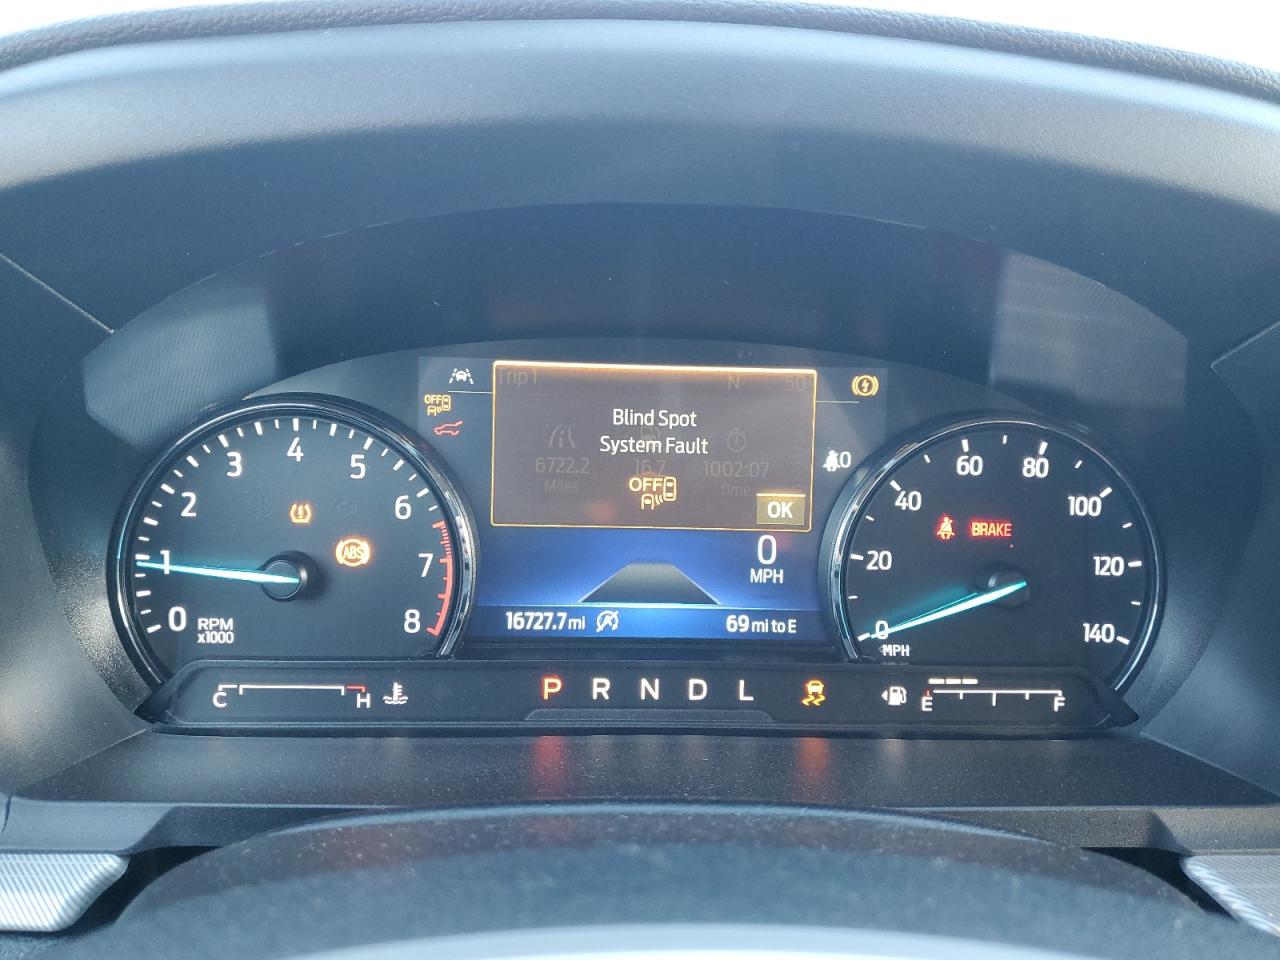 Trip 1 N 50
OFF
Blind Spot
System Fault
6722.2 16.7 1002:07
Miles time
OFF
OK
0
MPH
16727.7 mi 69 mi to E
0 1 2 3 4 5 6 7 8
RPM
x1000
ABS
0 20 40 60 80 100 120 140
BRAKE
MPH
C H
P R N D L
E F